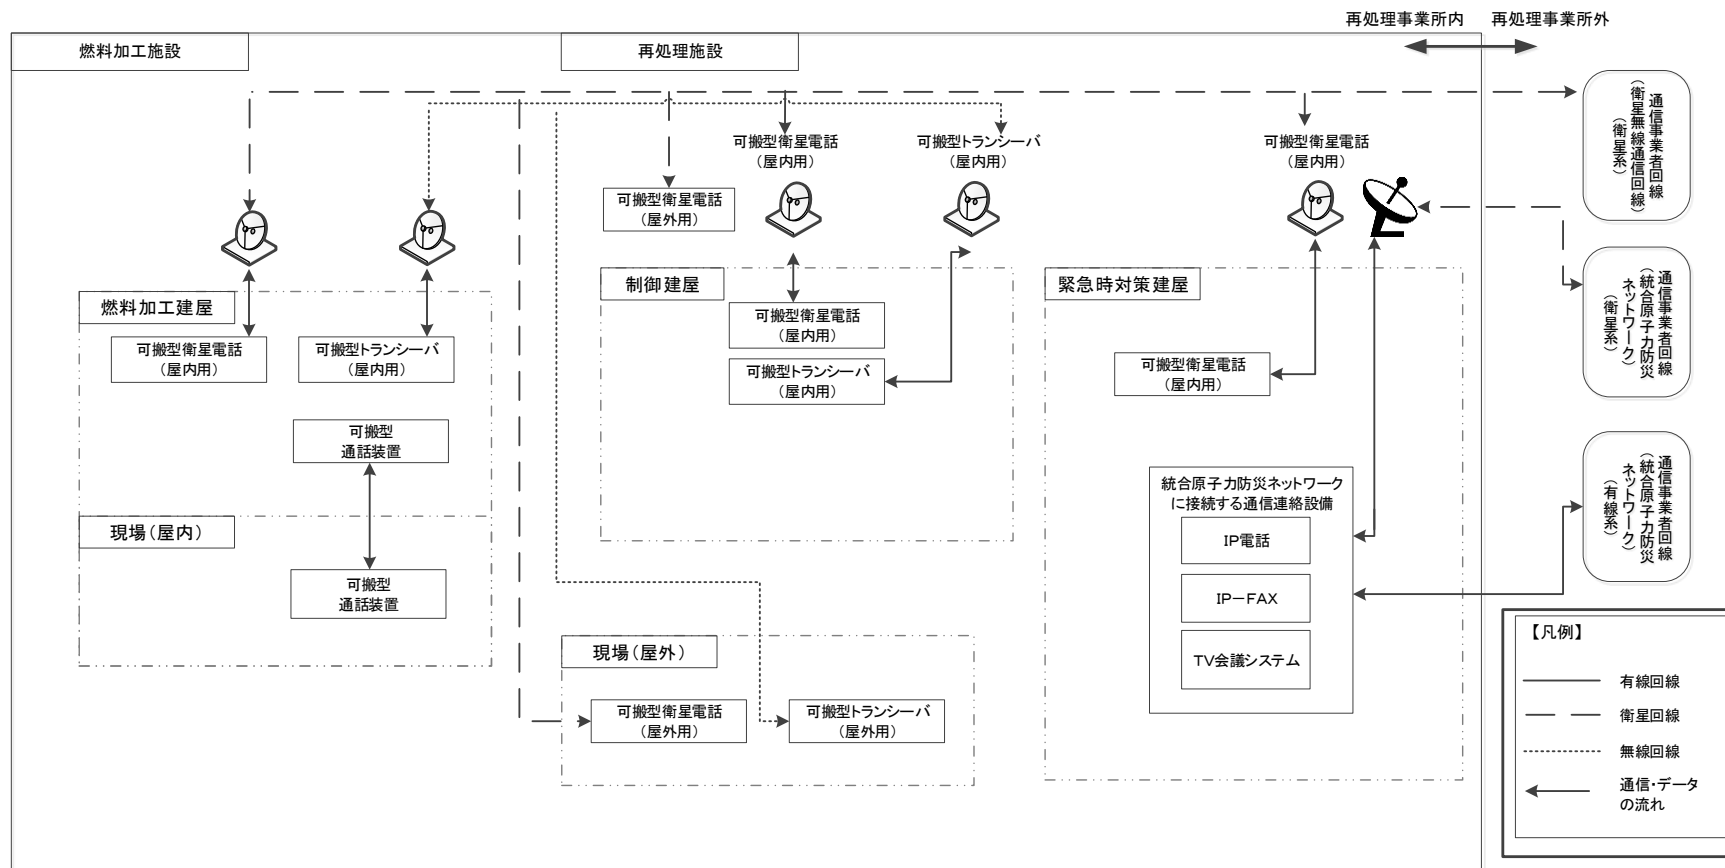 再処理事業所内
再処理事業所外
燃料加工施設
再処理施設
可搬型衛星電話
(屋内用)
可搬型トランシーバ
(屋内用)
可搬型衛星電話
(屋内用)
可搬型衛星電話
(屋外用)
通信事業者回線
(衛星無線通信回線)
(衛星系)
燃料加工建屋
可搬型衛星電話
(屋内用)
可搬型トランシーバ
(屋内用)
可搬型
通話装置
現場(屋内)
可搬型
通話装置
制御建屋
可搬型衛星電話
(屋内用)
可搬型トランシーバ
(屋内用)
現場(屋外)
可搬型衛星電話
(屋外用)
可搬型トランシーバ
(屋外用)
緊急時対策建屋
可搬型衛星電話
(屋内用)
統合原子力防災ネットワーク
に接続する通信連絡設備
IP電話
IP-FAX
TV会議システム
通信事業者回線
(統合原子力防災
ネットワーク)
(衛星系)
通信事業者回線
(統合原子力防災
ネットワーク)
(有線系)
【凡例】
有線回線
衛星回線
無線回線
通信・データ
の流れ